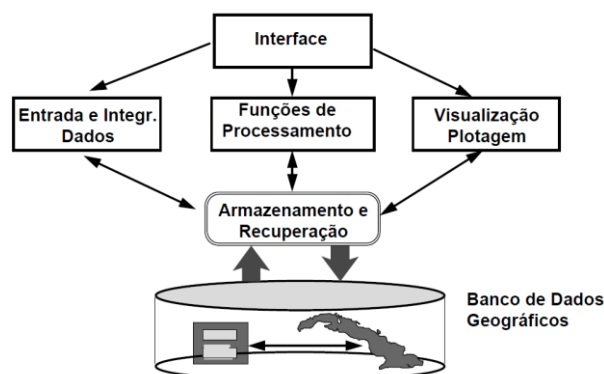 Interface
Entrada e Integr.
Dados
Funções de
Processamento
Visualização
Plotagem
Armazenamento e
Recuperação
Banco de Dados
Geográficos